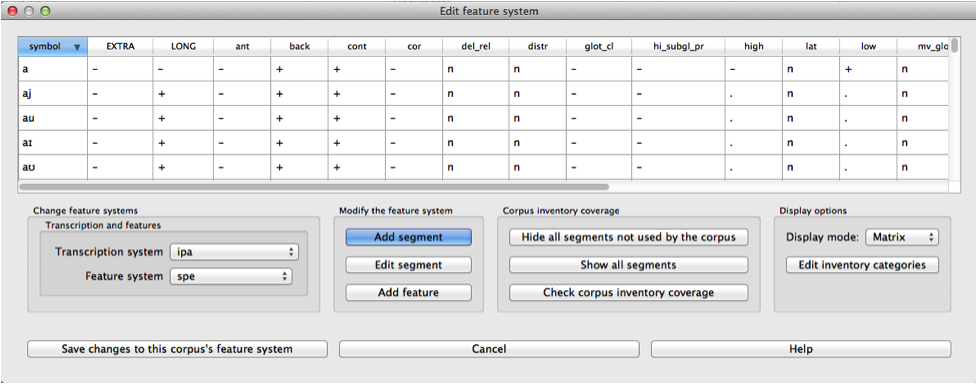 Edit feature system
symbol EXTRA LONG ant back cont cor del_rel distr glot_cl hi_subgl_pr high lat low mv_glo
a – – – + + – n n – – – n + n
aj – + – + + – n n – – . n . n
au – + – + + – n n – – . n . n
aɪ – + – + + – n n – – . n . n
aʊ – + – + + – n n – – . n . n
Change feature systems Modify the feature system Corpus inventory coverage Display options
Transcription and features
Add segment Hide all segments not used by the corpus Display mode: Matrix
Transcription system ipa
Edit segment Show all segments Edit inventory categories
Feature system spe
Add feature Check corpus inventory coverage
Save changes to this corpus's feature system Cancel Help